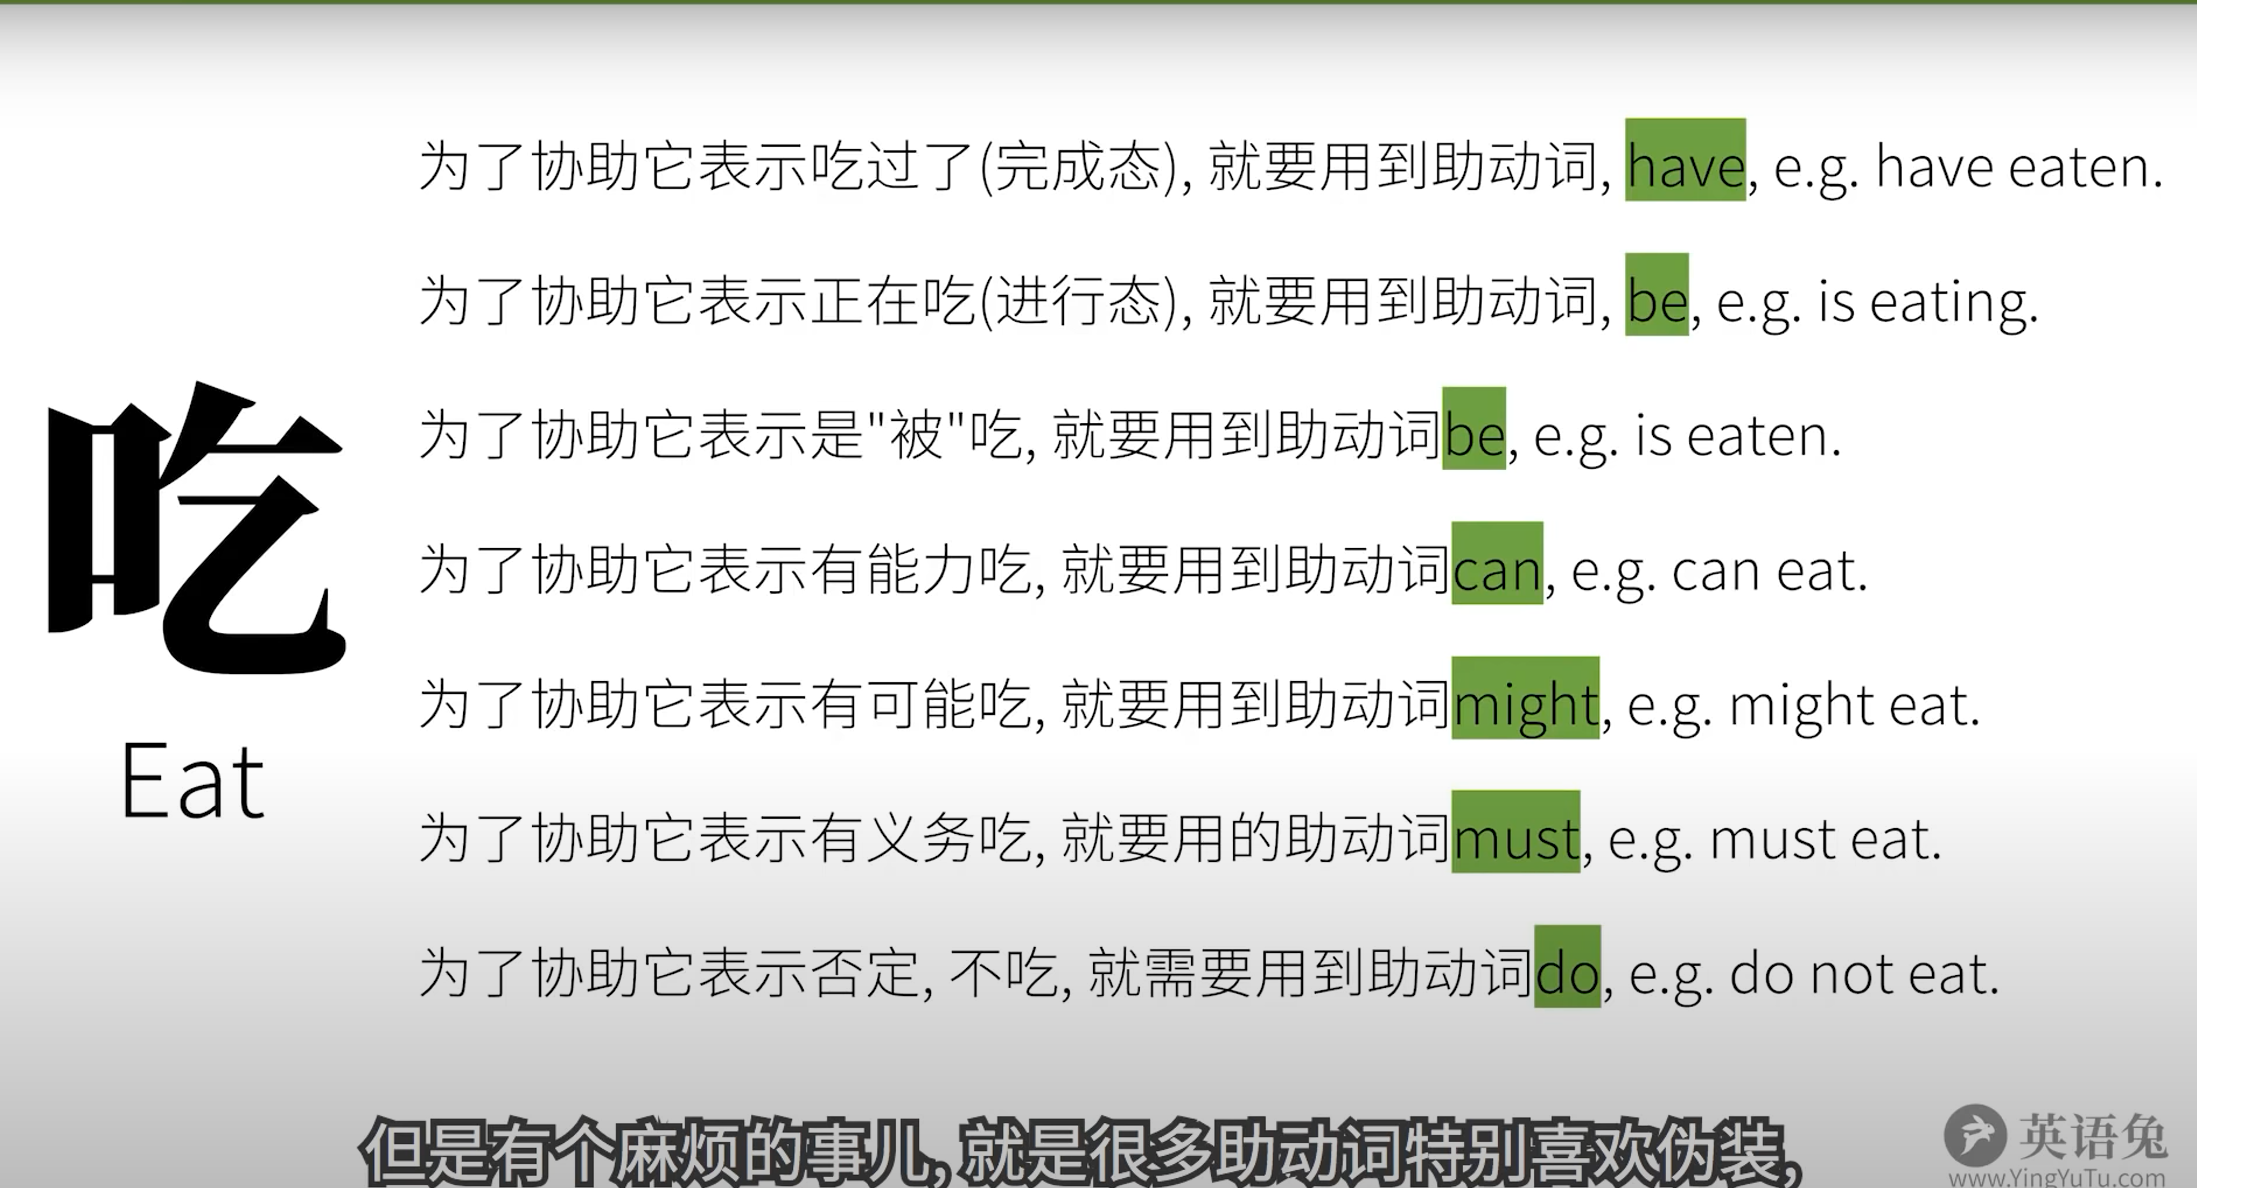 为了协助它表示吃过了(完成态), 就要用到助动词, have, e.g. have eaten.
为了协助它表示正在吃(进行态), 就要用到助动词, be, e.g. is eating.
为了协助它表示是"被"吃, 就要用到助动词be, e.g. is eaten.
为了协助它表示有能力吃, 就要用到助动词can, e.g. can eat.
为了协助它表示有可能吃, 就要用到助动词might, e.g. might eat.
为了协助它表示有义务吃, 就要用的助动词must, e.g. must eat.
为了协助它表示否定, 不吃, 就需要用到助动词do, e.g. do not eat.
吃
Eat
但是有个麻烦的事儿, 就是很多助动词特别喜欢伪装,
英语兔
www.YingYuTu.com